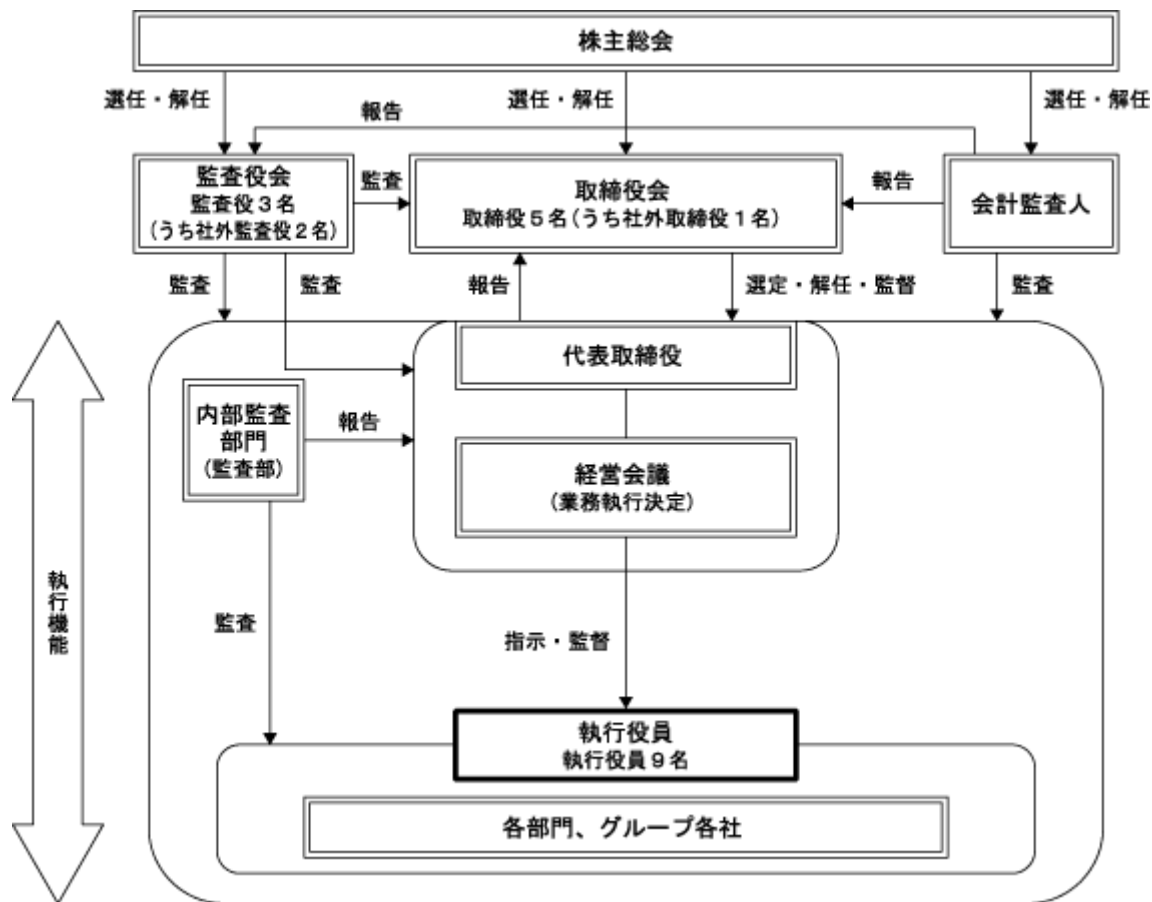 株主総会
選任・解任
選任・解任
選任・解任
報告
監査役会
監査役3名
(うち社外監査役2名)
監査
取締役会
取締役5名(うち社外取締役1名)
報告
会計監査人
監査
監査
報告
選定・解任・監督
監査
代表取締役
内部監査
部門
(監査部)
報告
経営会議
(業務執行決定)
執行機能
監査
指示・監督
執行役員
執行役員9名
各部門、グループ各社